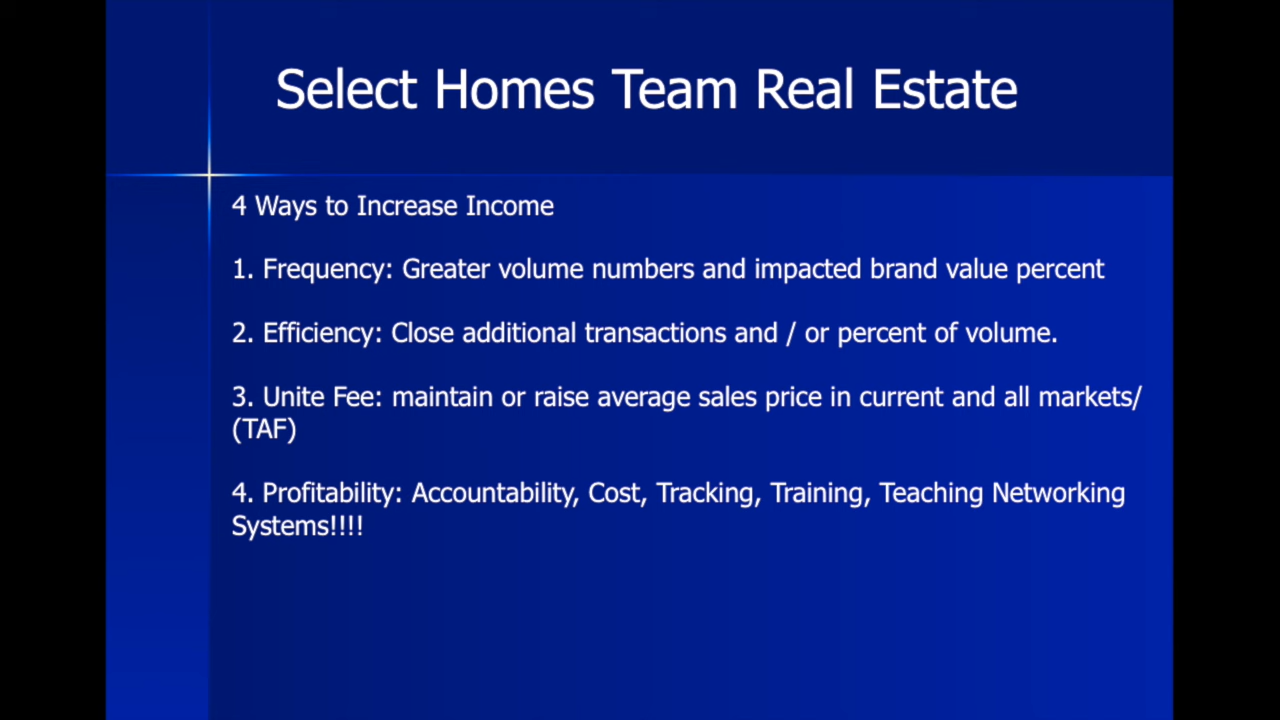 Select Homes Team Real Estate
4 Ways to Increase Income
1. Frequency: Greater volume numbers and impacted brand value percent
2. Efficiency: Close additional transactions and / or percent of volume.
3. Unite Fee: maintain or raise average sales price in current and all markets/
(TAF)
4. Profitability: Accountability, Cost, Tracking, Training, Teaching Networking
Systems!!!!